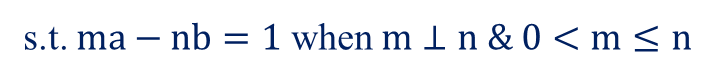 s.t. ma − nb = 1 when m ⊥ n & 0 < m ≤ n